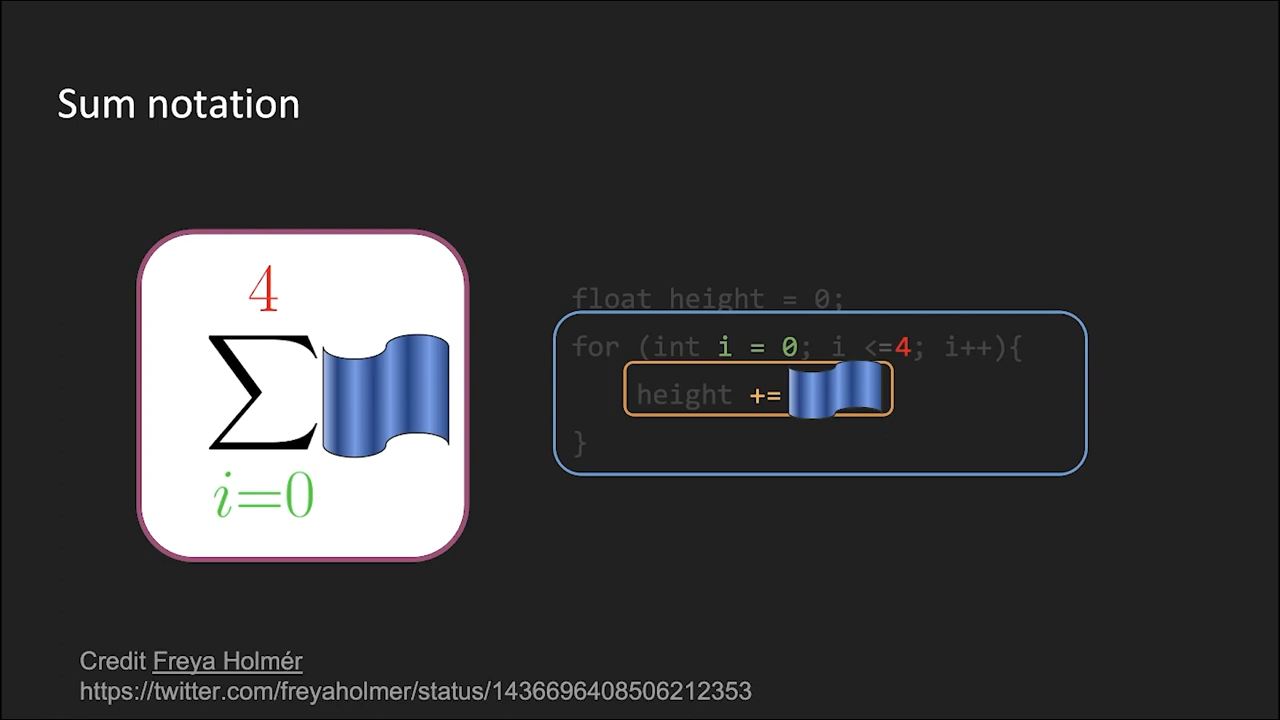 Sum notation
4
∑
i=0
float height = 0;
for (int i = 0; i <=4; i++){
height +=
}
Credit Freya Holmér
https://twitter.com/freyaholmer/status/1436696408506212353